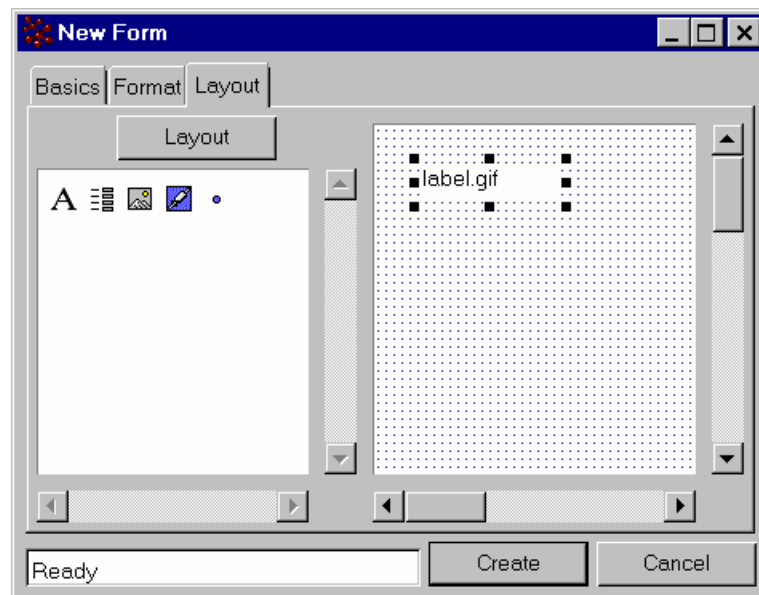 New Form
Basics Format Layout
Layout
A
label.gif
Ready
Create
Cancel